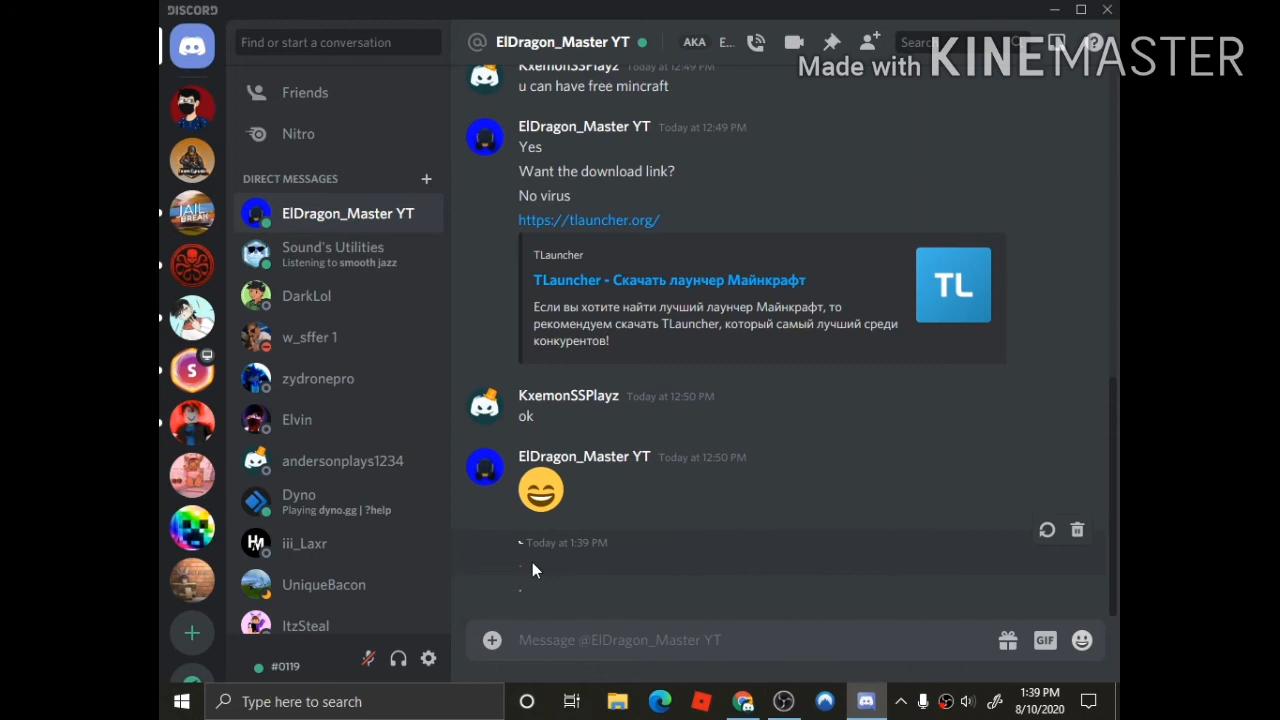 DISCORD
Find or start a conversation
Friends
Nitro
DIRECT MESSAGES
ElDragon_Master YT
Sound's Utilities
Listening to smooth jazz
DarkLol
w_sffer 1
zydronepro
Elvin
andersonplays1234
Dyno
Playing dyno.gg | ?help
iii_Laxr
UniqueBacon
ItzSteal
#0119
@ ElDragon_Master YT
AKA E...
Search
Made with KINEMASTER
KxemonSSPlayz Today at 12:49 PM
u can have free mincraft
ElDragon_Master YT Today at 12:49 PM
Yes
Want the download link?
No virus
https://tlauncher.org/
TLauncher
TLauncher - Скачать лаунчер Майнкрафт
Если вы хотите найти лучший лаунчер Майнкрафт, то
рекомендуем скачать TLauncher, который самый лучший среди
конкурентов!
TL
KxemonSSPlayz Today at 12:50 PM
ok
ElDragon_Master YT Today at 12:50 PM
Today at 1:39 PM
.
.
Message @ElDragon_Master YT
GIF
JAIL
BREAK
S
Type here to search
1:39 PM
8/10/2020